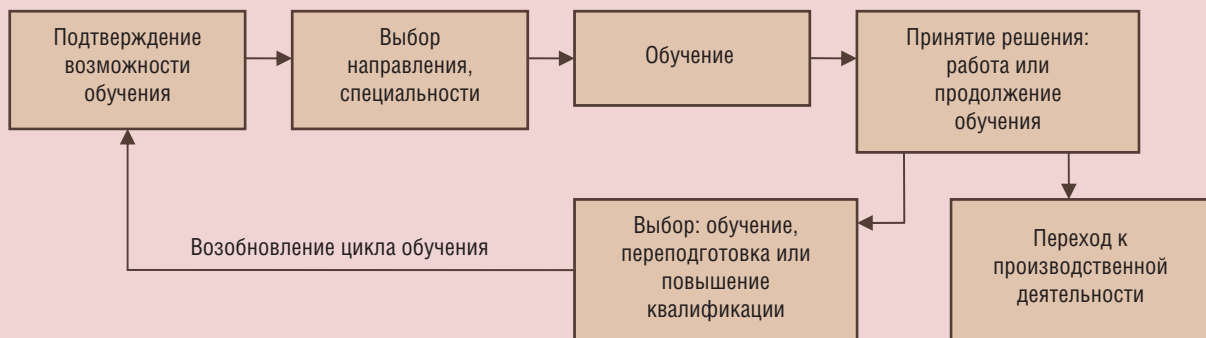 Подтверждение
возможности
обучения
Выбор
направления,
специальности
Обучение
Принятие решения:
работа или
продолжение
обучения
Возобновление цикла обучения
Выбор: обучение,
переподготовка или
повышение
квалификации
Переход к
производственной
деятельности